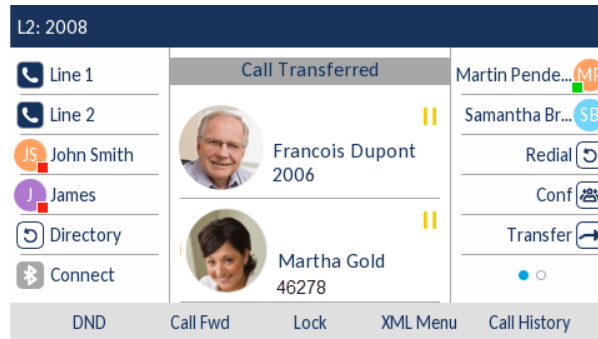 L2: 2008
Line 1
Line 2
JS John Smith
J James
Directory
Connect
Call Transferred
Francois Dupont
2006
Martha Gold
46278
Martin Pende... MP
Samantha Br... SB
Redial
Conf
Transfer
DND Call Fwd Lock XML Menu Call History